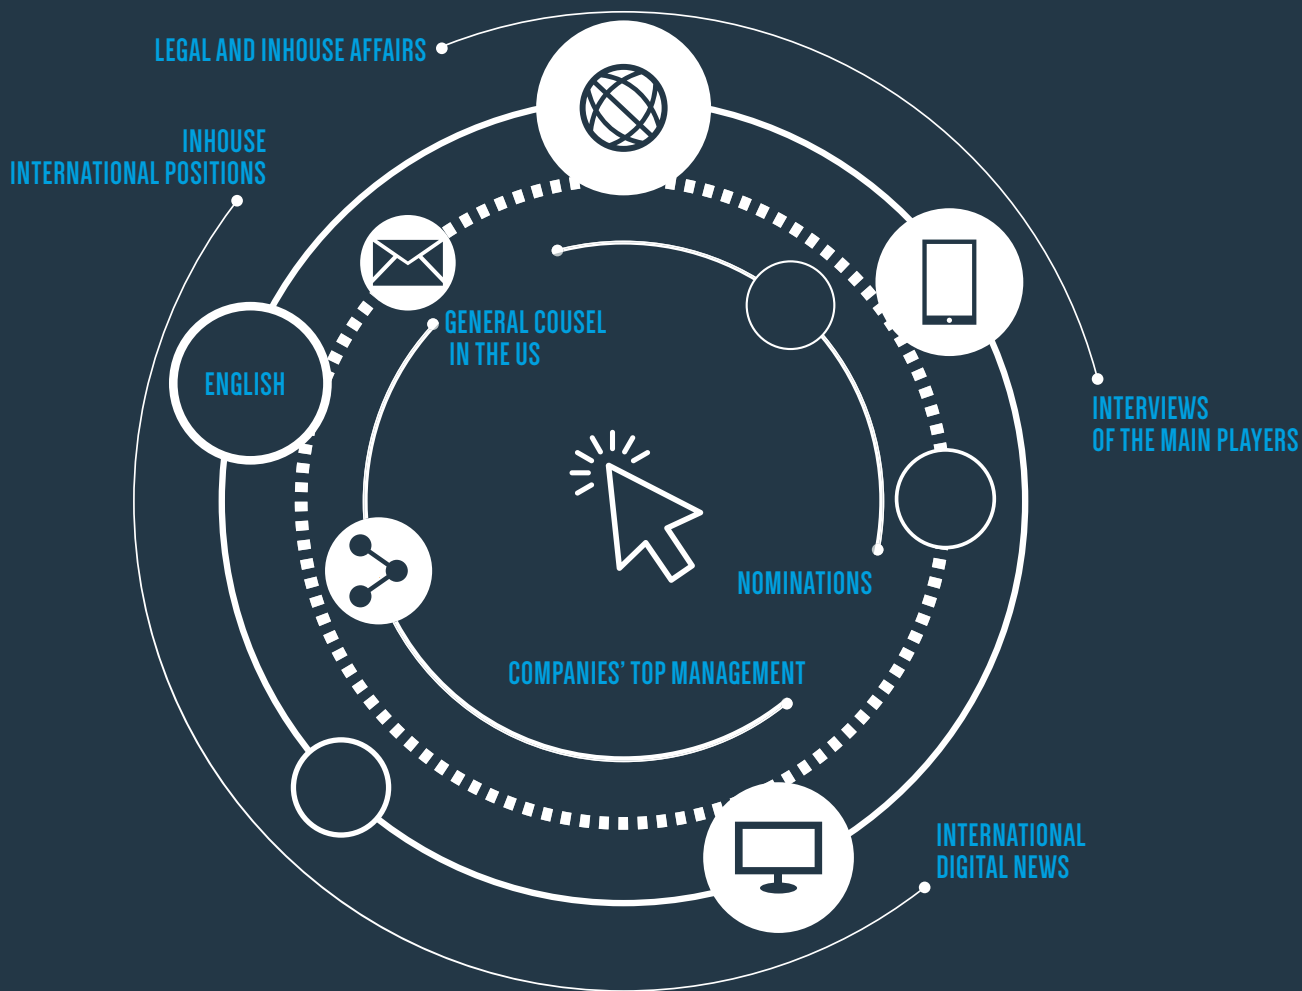 LEGAL AND INHOUSE AFFAIRS
INHOUSE
INTERNATIONAL POSITIONS
GENERAL COUSEL
IN THE US
ENGLISH
INTERVIEWS
OF THE MAIN PLAYERS
NOMINATIONS
COMPANIES' TOP MANAGEMENT
INTERNATIONAL
DIGITAL NEWS